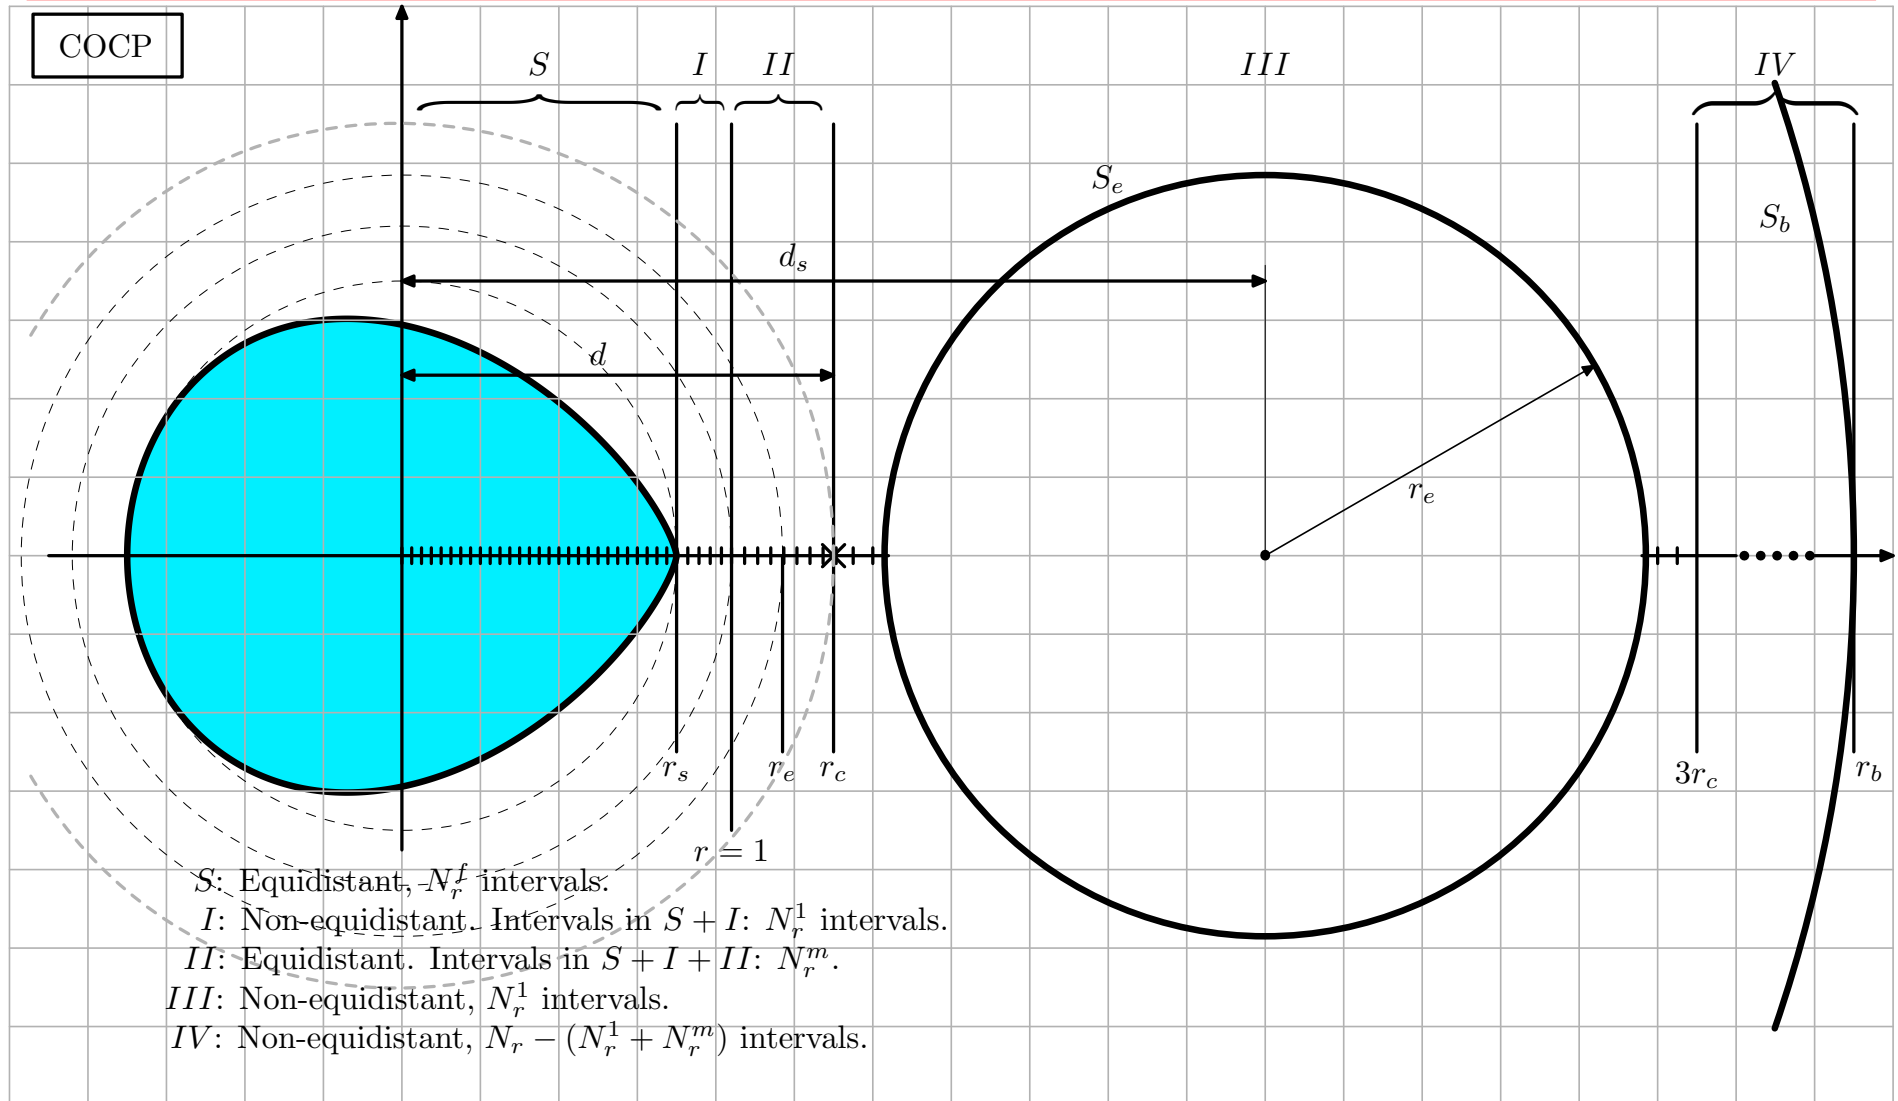 COCP
S I II III IV
S_e
S_b
d_s
d
r_e
r_s r_e r_c 3r_c r_b
r = 1
S: Equidistant, N_r^f intervals.
I: Non-equidistant. Intervals in S + I: N_r^1 intervals.
II: Equidistant. Intervals in S + I + II: N_r^m.
III: Non-equidistant, N_r^1 intervals.
IV: Non-equidistant, N_r − (N_r^1 + N_r^m) intervals.